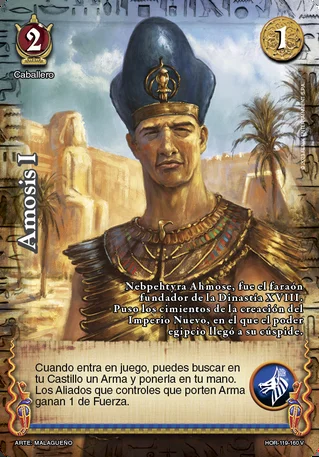 2
1
Caballero
Amosis I
Nebpehtyra Ahmose, fue el faraón
fundador de la Dinastía XVIII.
Puso los cimientos de la creación del
Imperio Nuevo, en el que el poder
egipcio llegó a su cúspide.
Cuando entra en juego, puedes buscar en
tu Castillo un Arma y ponerla en tu mano.
Los Aliados que controles que porten Arma
ganan 1 de Fuerza.
ARTE- MALAGUEÑO
HOR-119-160 V